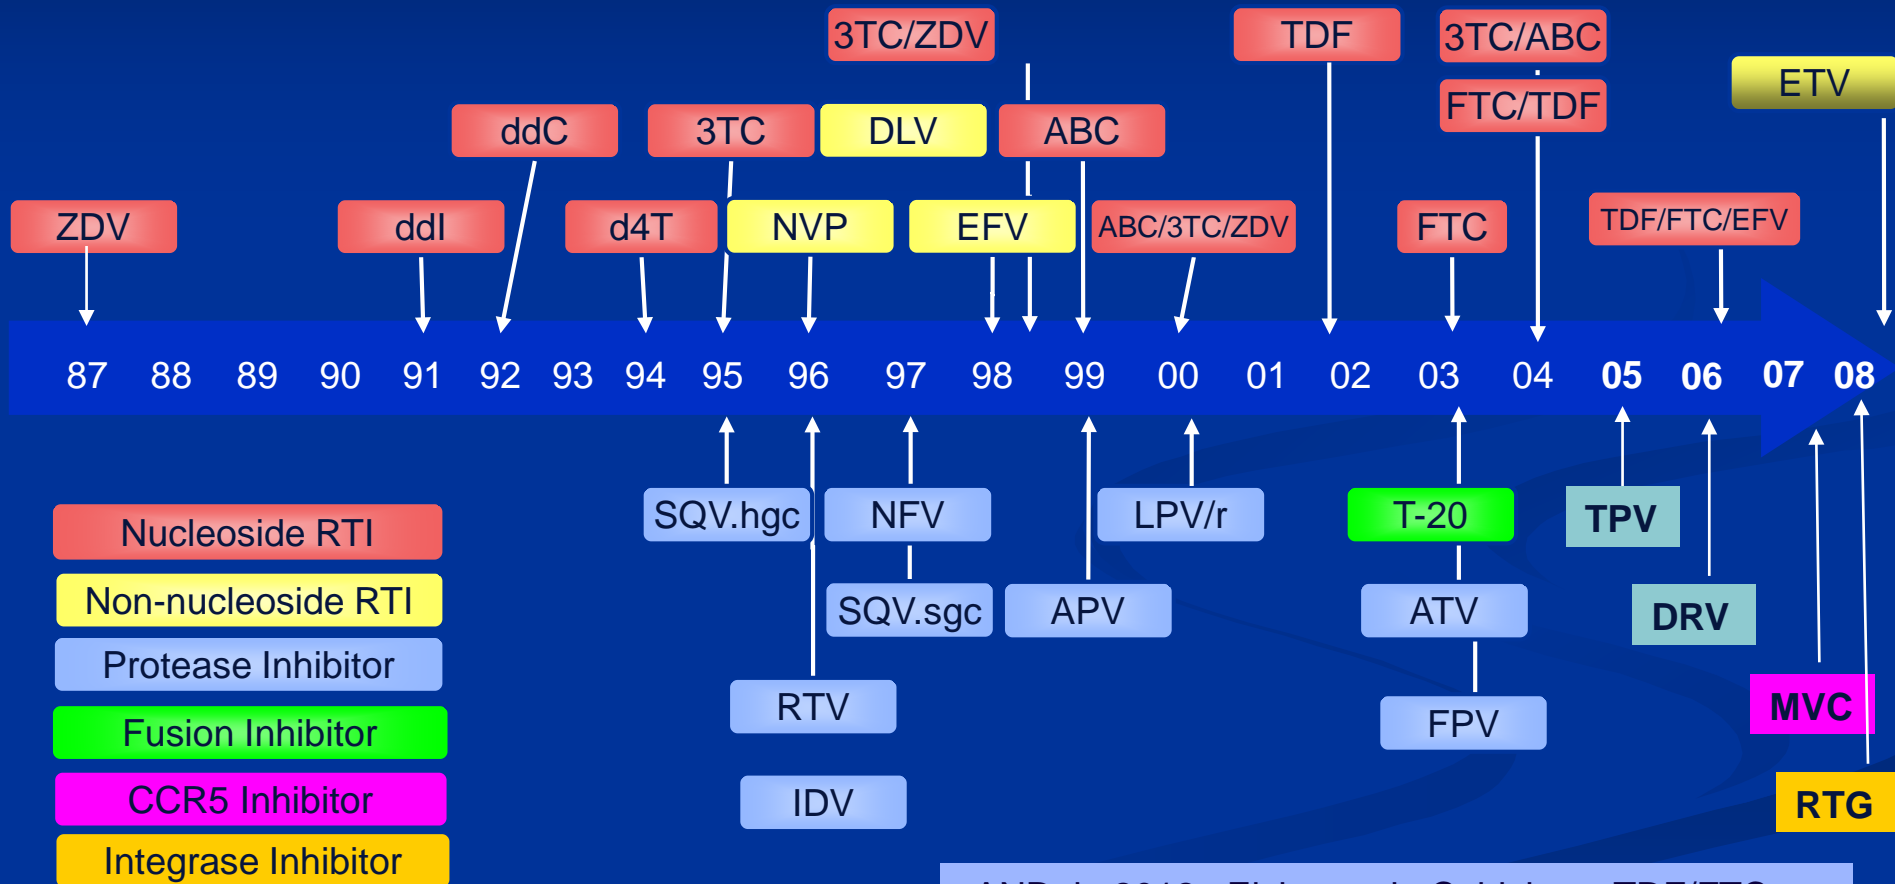 3TC/ZDV
TDF
3TC/ABC
ETV
FTC/TDF
ddC
3TC
DLV
ABC
ZDV
ddI
d4T
NVP
EFV
ABC/3TC/ZDV
FTC
TDF/FTC/EFV
87 88 89 90 91 92 93 94 95 96 97 98 99 00 01 02 03 04 05 06 07 08
SQV.hgc
NFV
LPV/r
T-20
TPV
SQV.sgc
APV
ATV
DRV
RTV
FPV
MVC
IDV
RTG
Nucleoside RTI
Non-nucleoside RTI
Protease Inhibitor
Fusion Inhibitor
CCR5 Inhibitor
Integrase Inhibitor
TDF/FTC